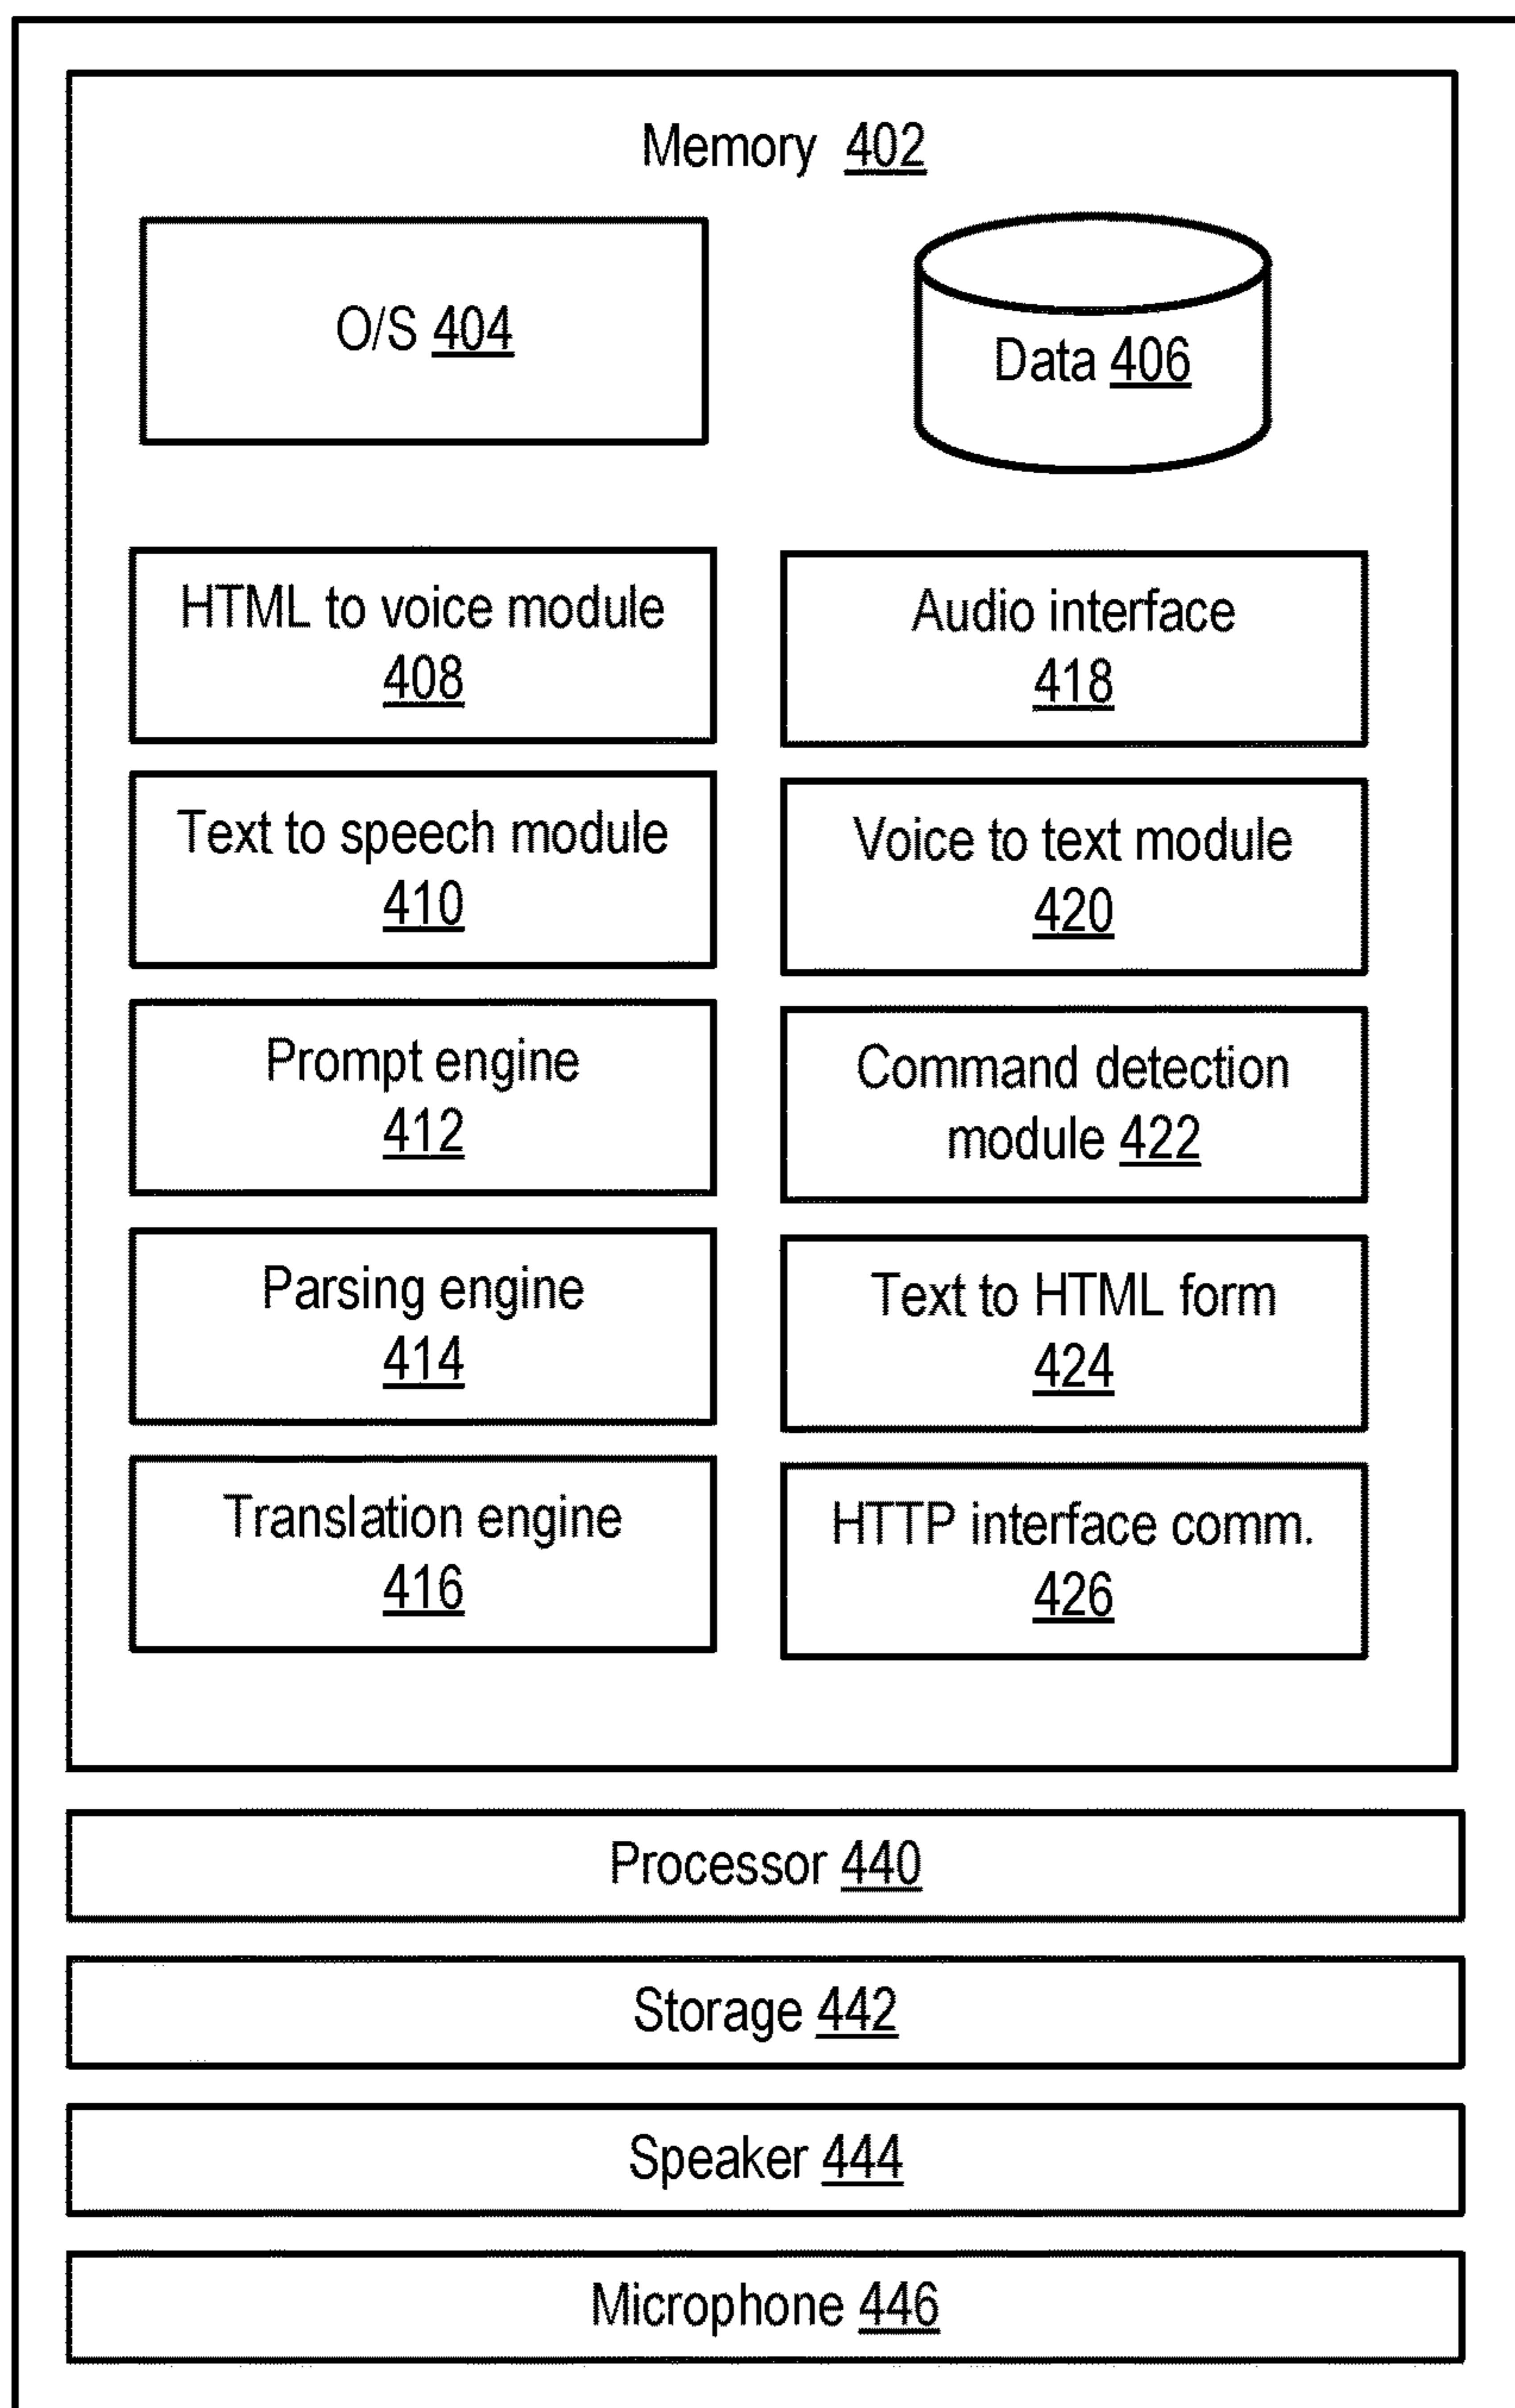 Memory 402
O/S 404
Data 406
HTML to voice module
408
Audio interface
418
Text to speech module
410
Voice to text module
420
Prompt engine
412
Command detection
module 422
Parsing engine
414
Text to HTML form
424
Translation engine
416
HTTP interface comm.
426
Processor 440
Storage 442
Speaker 444
Microphone 446